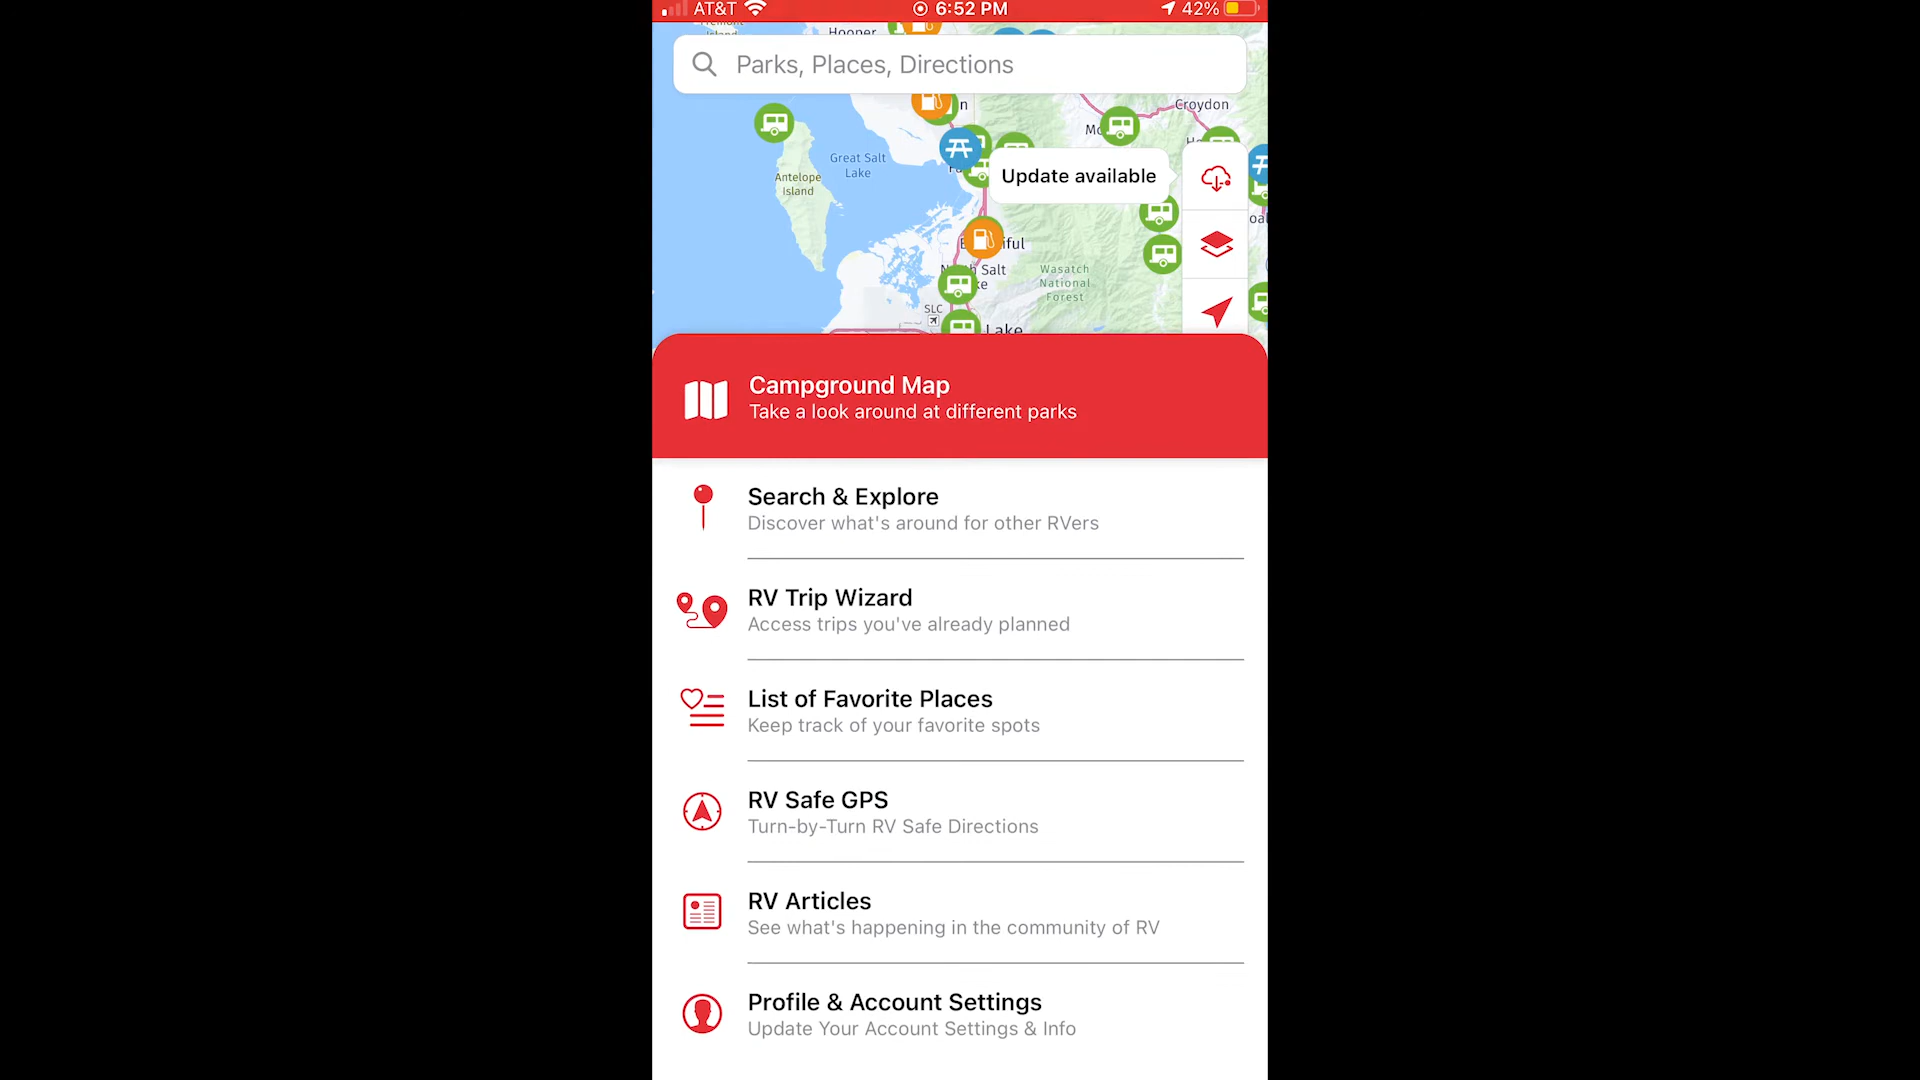 AT&T 6:52 PM 42%
Hooper
Parks, Places, Directions
Croydon
Great Salt
Lake
Antelope
Island
Update available
Wasatch
National
Forest
SLC
Lake
Campground Map
Take a look around at different parks
Search & Explore
Discover what's around for other RVers
RV Trip Wizard
Access trips you've already planned
List of Favorite Places
Keep track of your favorite spots
RV Safe GPS
Turn-by-Turn RV Safe Directions
RV Articles
See what's happening in the community of RV
Profile & Account Settings
Update Your Account Settings & Info